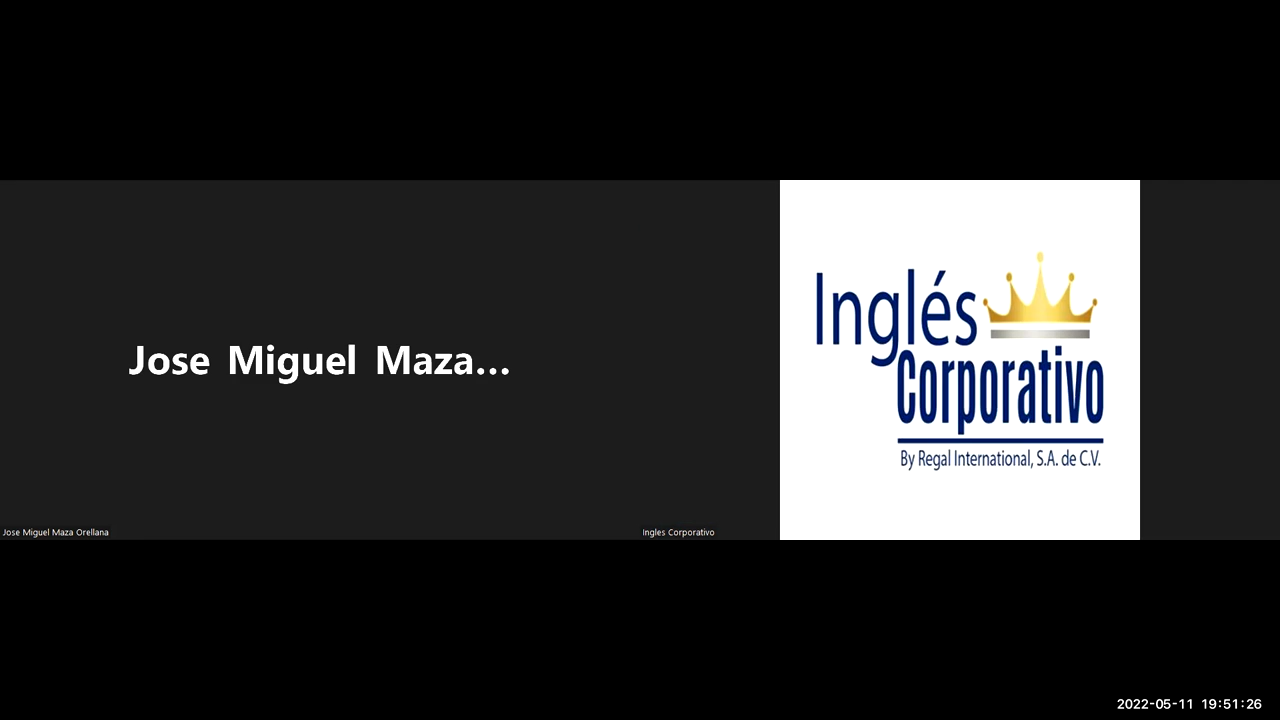 Jose Miguel Maza...
Inglés
Corporativo
By Regal International, S.A. de C.V.
Jose Miguel Maza Orellana
Ingles Corporativo
2022-05-11 19:51:26